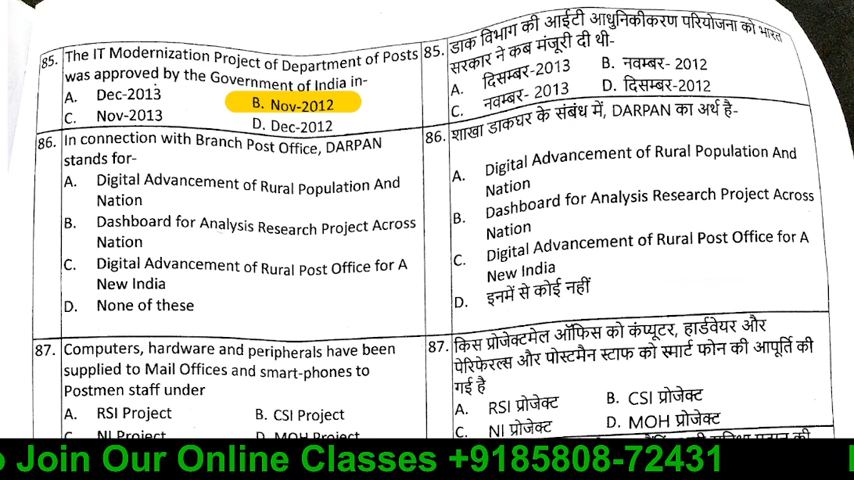 85. The IT Modernization Project of Department of Posts
was approved by the Government of India in-
A. Dec-2013
B. Nov-2012
C. Nov-2013
D. Dec-2012
86. In connection with Branch Post Office, DARPAN
stands for-
A. Digital Advancement of Rural Population And
Nation
B. Dashboard for Analysis Research Project Across
Nation
C. Digital Advancement of Rural Post Office for A
New India
D. None of these
87. Computers, hardware and peripherals have been
supplied to Mail Offices and smart-phones to
Postmen staff under
A. RSI Project
B. CSI Project
C. NI Project
D. MOH Project
85. डाक विभाग की आईटी आधुनिकीकरण परियोजना को भारत
सरकार ने कब मंजूरी दी थी-
A. दिसम्बर-2013
B. नवम्बर- 2012
C. नवम्बर- 2013
D. दिसम्बर-2012
86. शाखा डाकघर के संबंध में, DARPAN का अर्थ है-
A. Digital Advancement of Rural Population And
Nation
B. Dashboard for Analysis Research Project Across
Nation
C. Digital Advancement of Rural Post Office for A
New India
D. इनमें से कोई नहीं
87. किस प्रोजेक्टमेल ऑफिस को कंप्यूटर, हार्डवेयर और
पेरिफेरल्स और पोस्टमैन स्टाफ को स्मार्ट फोन की आपूर्ति की
गई है
A. RSI प्रोजेक्ट
B. CSI प्रोजेक्ट
C. NI प्रोजेक्ट
D. MOH प्रोजेक्ट
Join Our Online Classes +9185808-72431